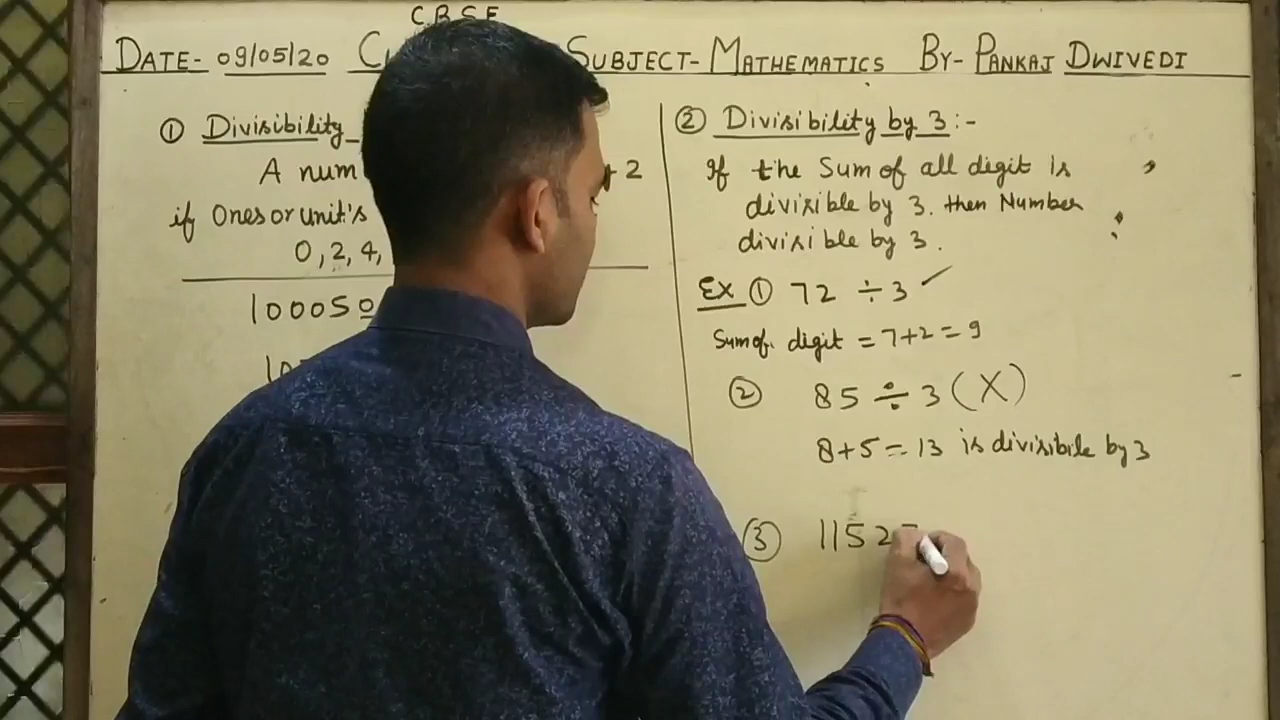 CBSE
DATE- 09/05/20 SUBJECT- MATHEMATICS BY- PANKAJ DWIVEDI
① Divisibility
A num 2
if Ones or unit's
0, 2, 4,
100050
② Divisibility by 3:-
If the Sum of all digit is
divisible by 3. then Number
divisible by 3.
Ex ① 72 ÷ 3 ✓
Sum of digit = 7+2 = 9
② 85 ÷ 3 (X)
8+5 = 13 is divisibile by 3
③ 1152